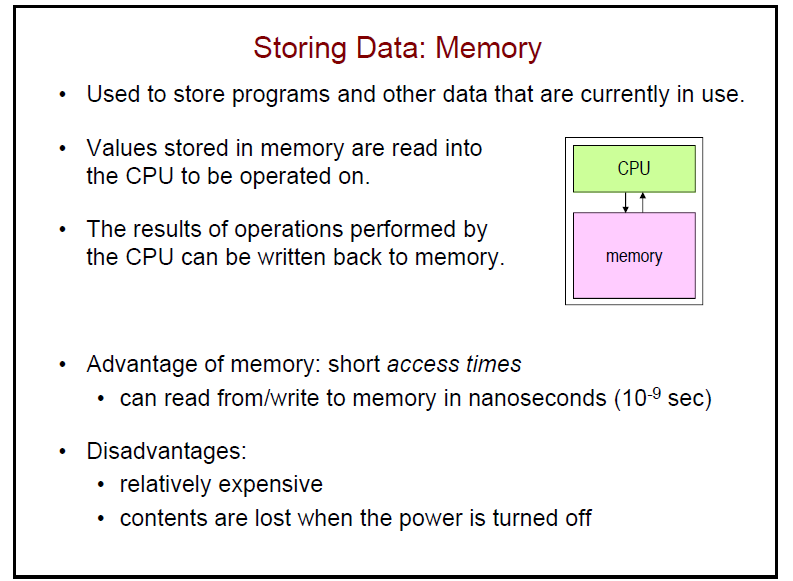 Storing Data: Memory
• Used to store programs and other data that are currently in use.
• Values stored in memory are read into
the CPU to be operated on.
• The results of operations performed by
the CPU can be written back to memory.
CPU
memory
• Advantage of memory: short access times
• can read from/write to memory in nanoseconds (10⁻⁹ sec)
• Disadvantages:
• relatively expensive
• contents are lost when the power is turned off